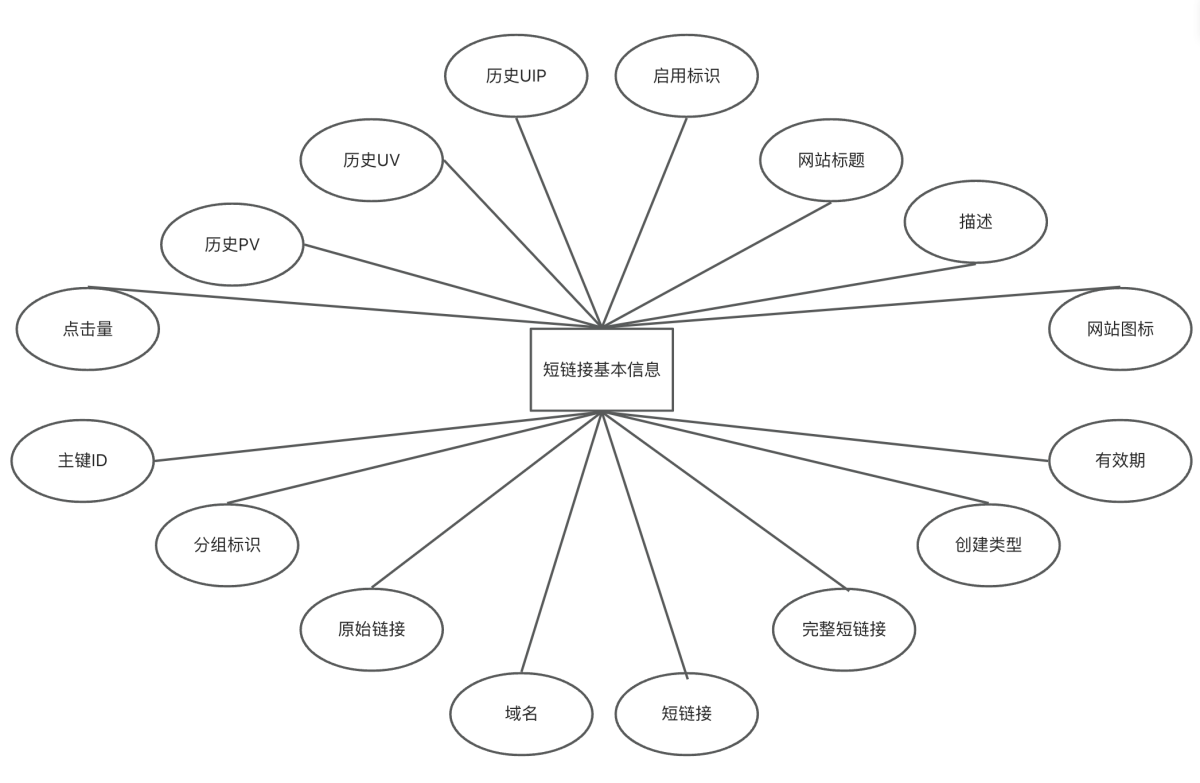 历史UIP
启用标识
历史UV
网站标题
描述
历史PV
点击量
网站图标
短链接基本信息
主键ID
有效期
分组标识
创建类型
原始链接
完整短链接
域名
短链接